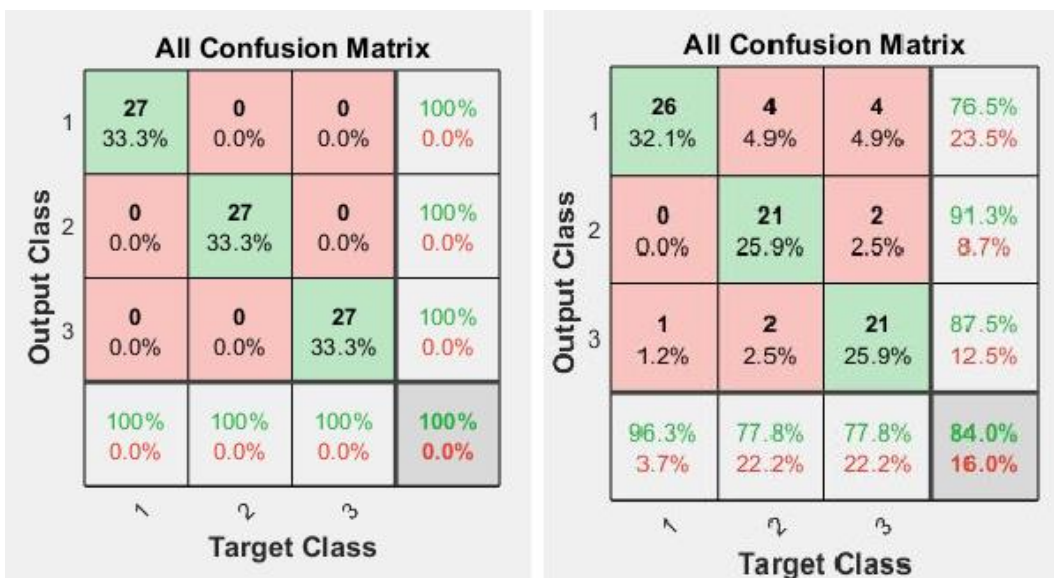 All Confusion Matrix
1 27 0 0 100%
33.3% 0.0% 0.0% 0.0%
2 0 27 0 100%
0.0% 33.3% 0.0% 0.0%
3 0 0 27 100%
0.0% 0.0% 33.3% 0.0%
100% 100% 100% 100%
0.0% 0.0% 0.0% 0.0%
1 2 3
Target Class
Output Class
All Confusion Matrix
1 26 4 4 76.5%
32.1% 4.9% 4.9% 23.5%
2 0 21 2 91.3%
0.0% 25.9% 2.5% 8.7%
3 1 2 21 87.5%
1.2% 2.5% 25.9% 12.5%
96.3% 77.8% 77.8% 84.0%
3.7% 22.2% 22.2% 16.0%
1 2 3
Target Class
Output Class